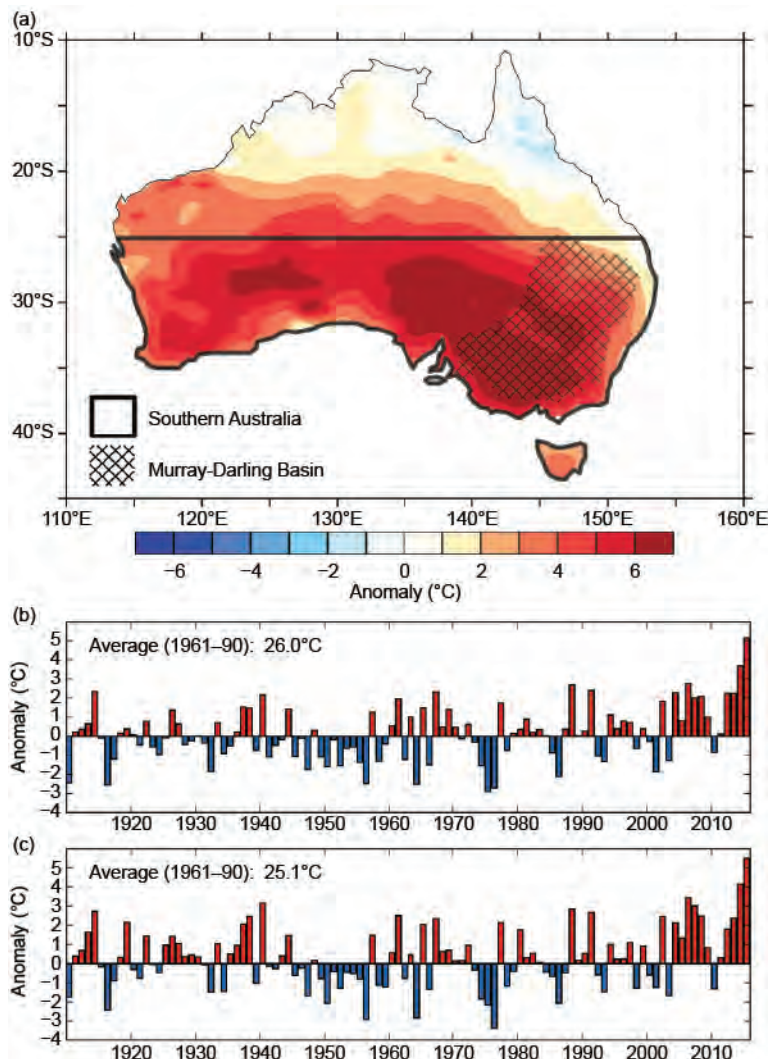 (a)
10°S
20°S
30°S
40°S
Southern Australia
Murray-Darling Basin
110°E 120°E 130°E 140°E 150°E 160°E
−6 −4 −2 0 2 4 6
Anomaly (°C)
(b)
Average (1961–90): 26.0°C
Anomaly (°C)
5
4
3
2
1
0
−1
−2
−3
−4
1920 1930 1940 1950 1960 1970 1980 1990 2000 2010
(c)
Average (1961–90): 25.1°C
Anomaly (°C)
5
4
3
2
1
0
−1
−2
−3
−4
1920 1930 1940 1950 1960 1970 1980 1990 2000 2010